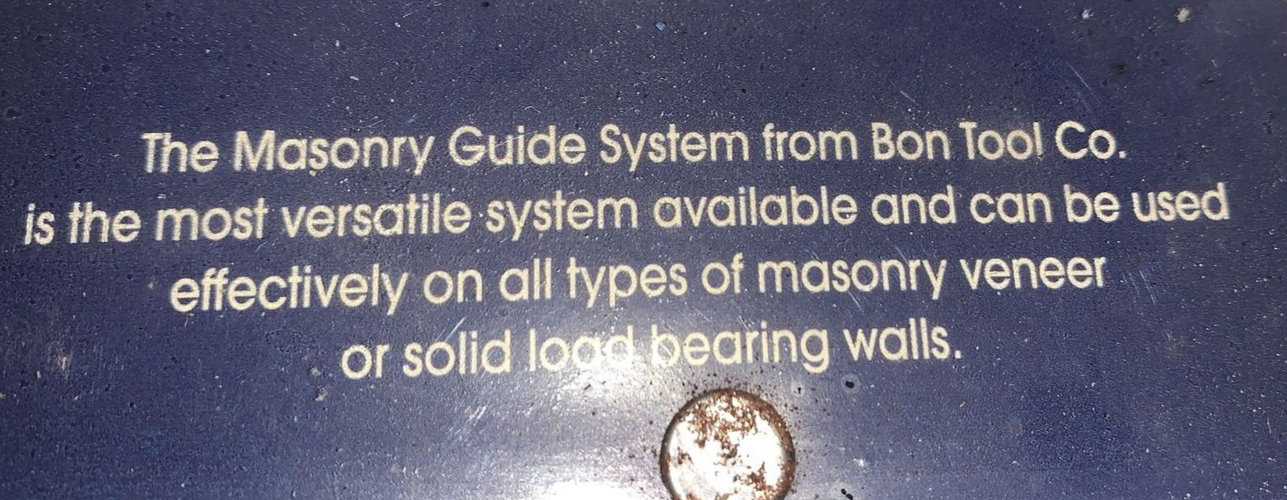 The Masonry Guide System from Bon Tool Co.
is the most versatile system available and can be used
effectively on all types of masonry veneer
or solid load bearing walls.